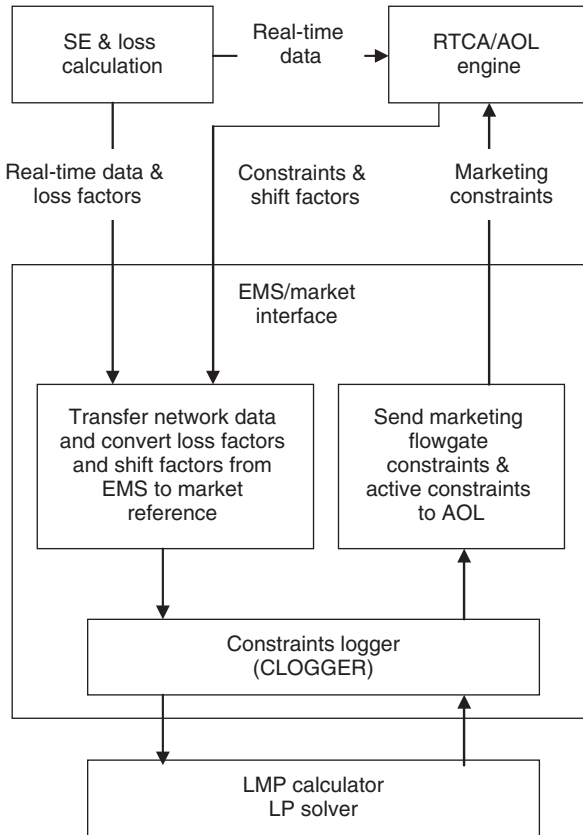 SE & loss
calculation
Real-time
data
RTCA/AOL
engine
Real-time data &
loss factors
Constraints &
shift factors
Marketing
constraints
EMS/market
interface
Transfer network data
and convert loss factors
and shift factors from
EMS to market
reference
Send marketing
flowgate
constraints &
active constraints
to AOL
Constraints logger
(CLOGGER)
LMP calculator
LP solver